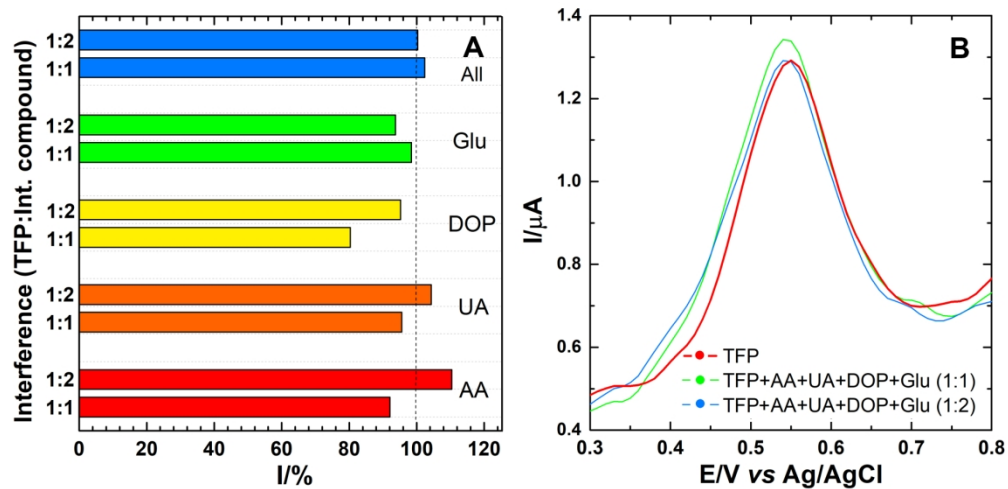 A
1:2
1:1
All
1:2
1:1
Glu
1:2
1:1
DOP
1:2
1:1
UA
1:2
1:1
AA
0 20 40 60 80 100 120
I/%
Interference (TFP:Int. compound)
B
1.4
1.2
1.0
0.8
0.6
0.4
I/µA
TFP
TFP+AA+UA+DOP+Glu (1:1)
TFP+AA+UA+DOP+Glu (1:2)
0.3 0.4 0.5 0.6 0.7 0.8
E/V vs Ag/AgCl